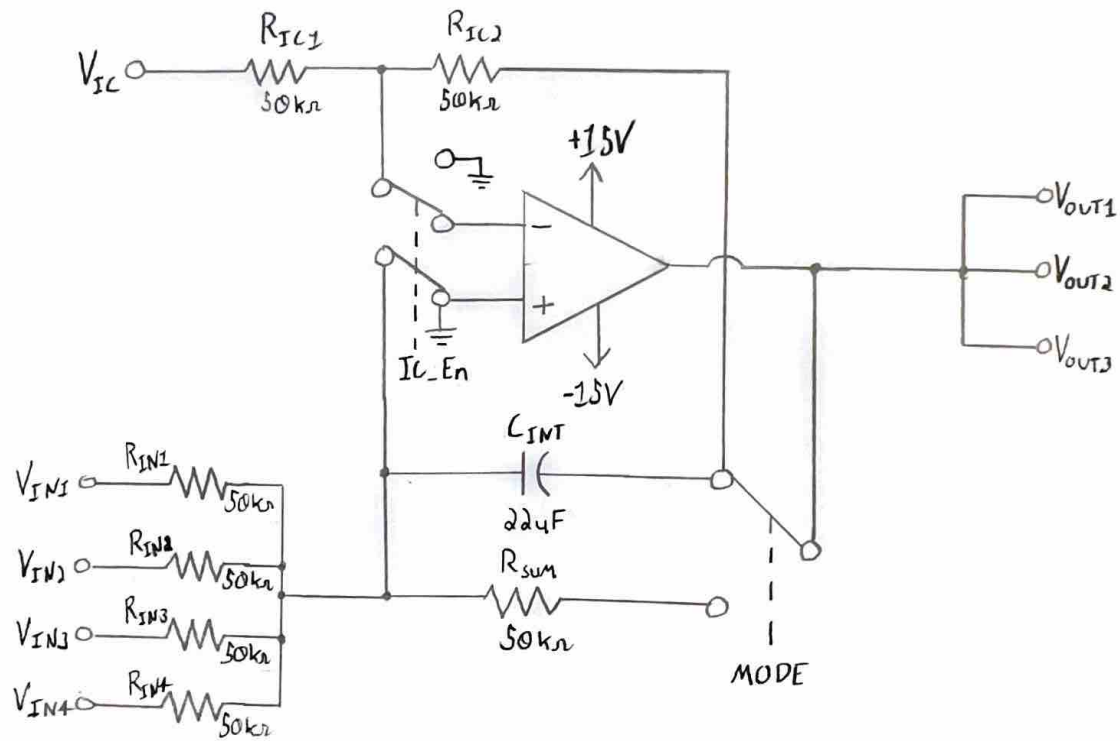 R_IC1
R_IC2
V_IC
50kΩ
50kΩ
+15V
-
+
V_OUT1
V_OUT2
V_OUT3
IC_En
-15V
C_INT
22uF
V_IN1
R_IN1
50kΩ
V_IN2
R_IN2
50kΩ
R_SUM
50kΩ
V_IN3
R_IN3
50kΩ
V_IN4
R_IN4
50kΩ
MODE